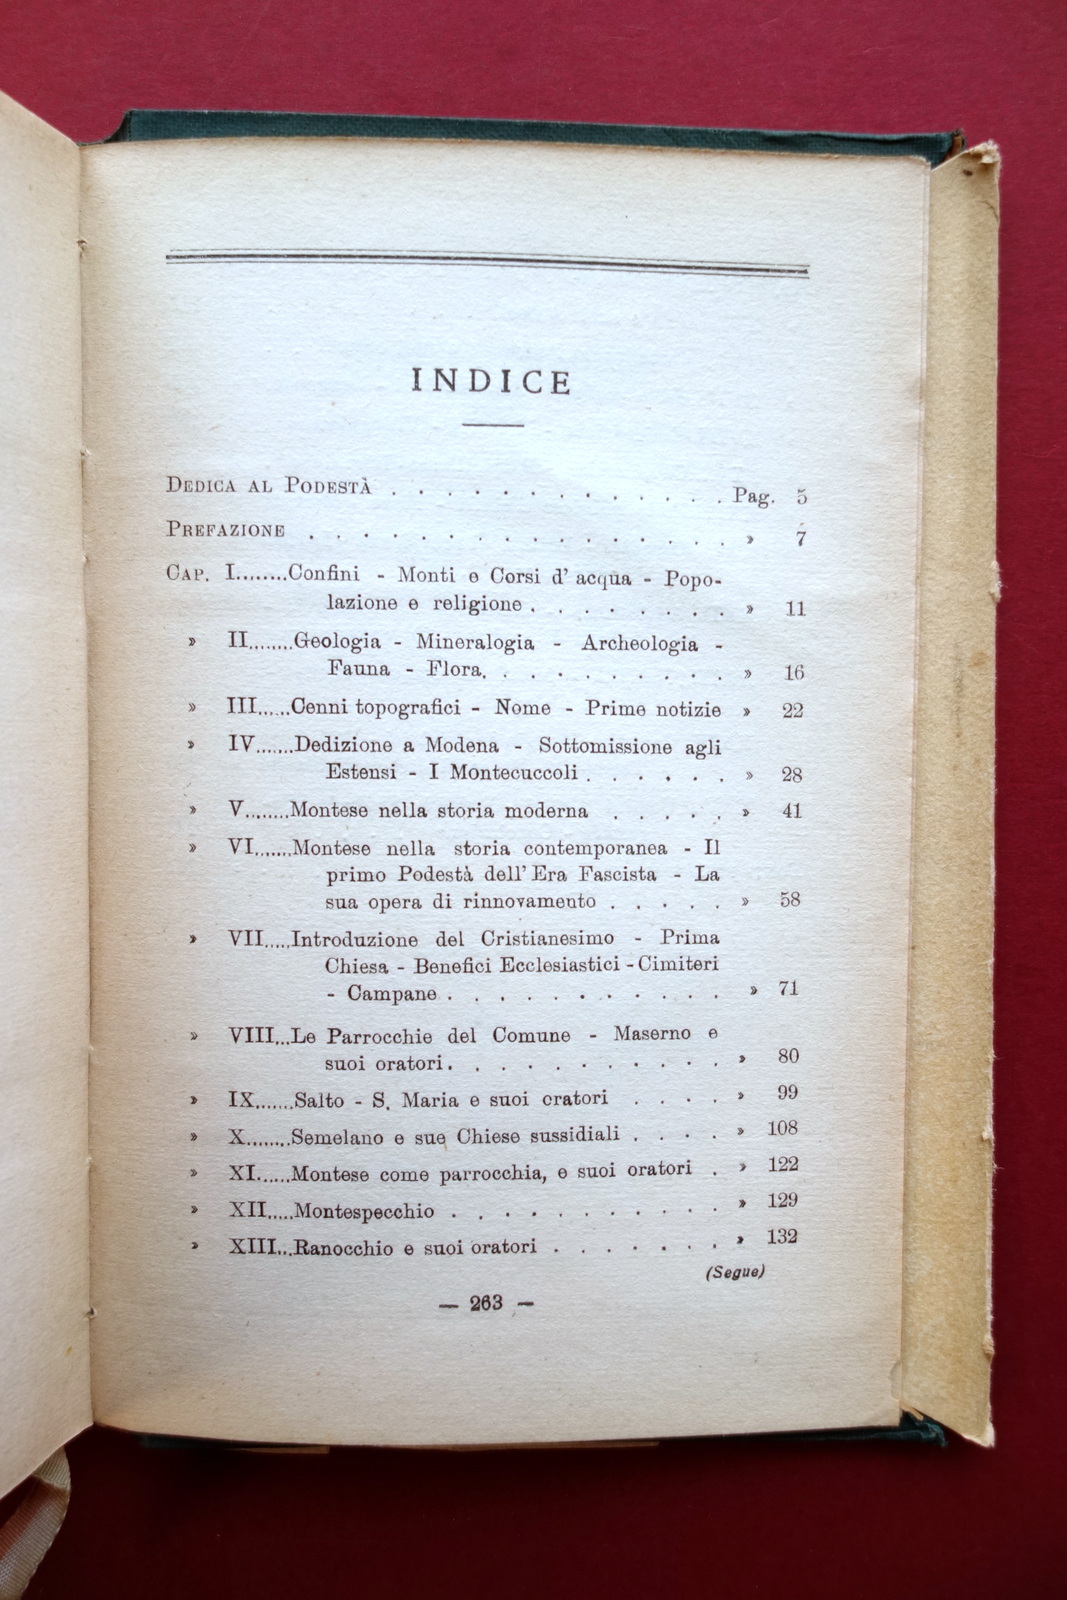 INDICE
DEDICA AL PODESTÀ . . . . . . . . . . . . . Pag. 5
PREFAZIONE . . . . . . . . . . . . . . . . » 7
CAP. I........Confini - Monti e Corsi d' acqua - Popo-
lazione e religione . . . . . . . . » 11
» II........Geologia - Mineralogia - Archeologia -
Fauna - Flora. . . . . . . . . . » 16
» III......Cenni topografici - Nome - Prime notizie » 22
» IV.......Dedizione a Modena - Sottomissione agli
Estensi - I Montecuccoli . . . . . . » 28
» V........Montese nella storia moderna . . . . . » 41
» VI.......Montese nella storia contemporanea - Il
primo Podestà dell' Era Fascista - La
sua opera di rinnovamento . . . . . » 58
» VII.....Introduzione del Cristianesimo - Prima
Chiesa - Benefici Ecclesiastici - Cimiteri
- Campane . . . . . . . . . . . » 71
» VIII...Le Parrocchie del Comune - Maserno e
suoi oratori . . . . . . . . . . . » 80
» IX.......Salto - S. Maria e suoi oratori . . . . » 99
» X........Semelano e sue Chiese sussidiali . . . . » 108
» XI......Montese come parrocchia, e suoi oratori . » 122
» XII.....Montespecchio . . . . . . . . . . . » 129
» XIII...Ranocchio e suoi oratori . . . . . . . » 132
(Segue)
— 263 —